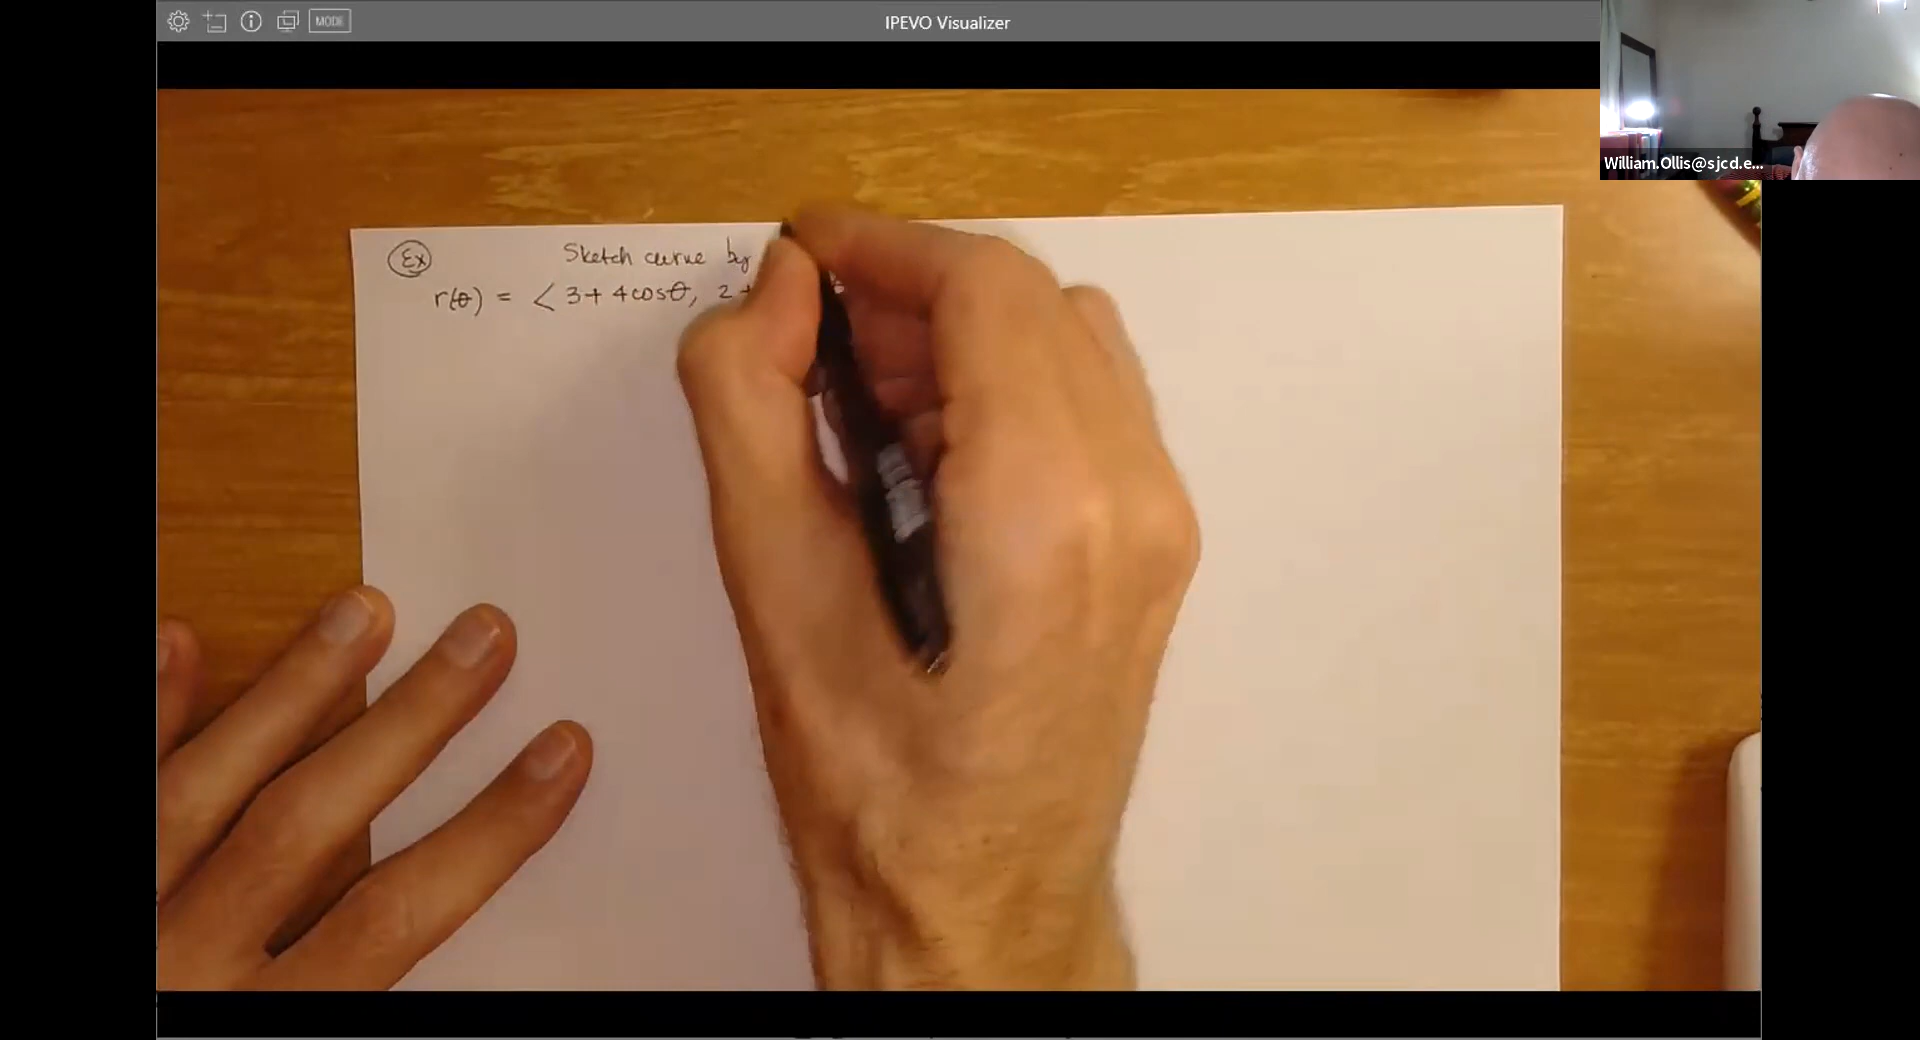 MODE
IPEVO Visualizer
William.Ollis@sjcd.e...
Ex
Sketch curve by
r(θ) = < 3 + 4cosθ, 2 +